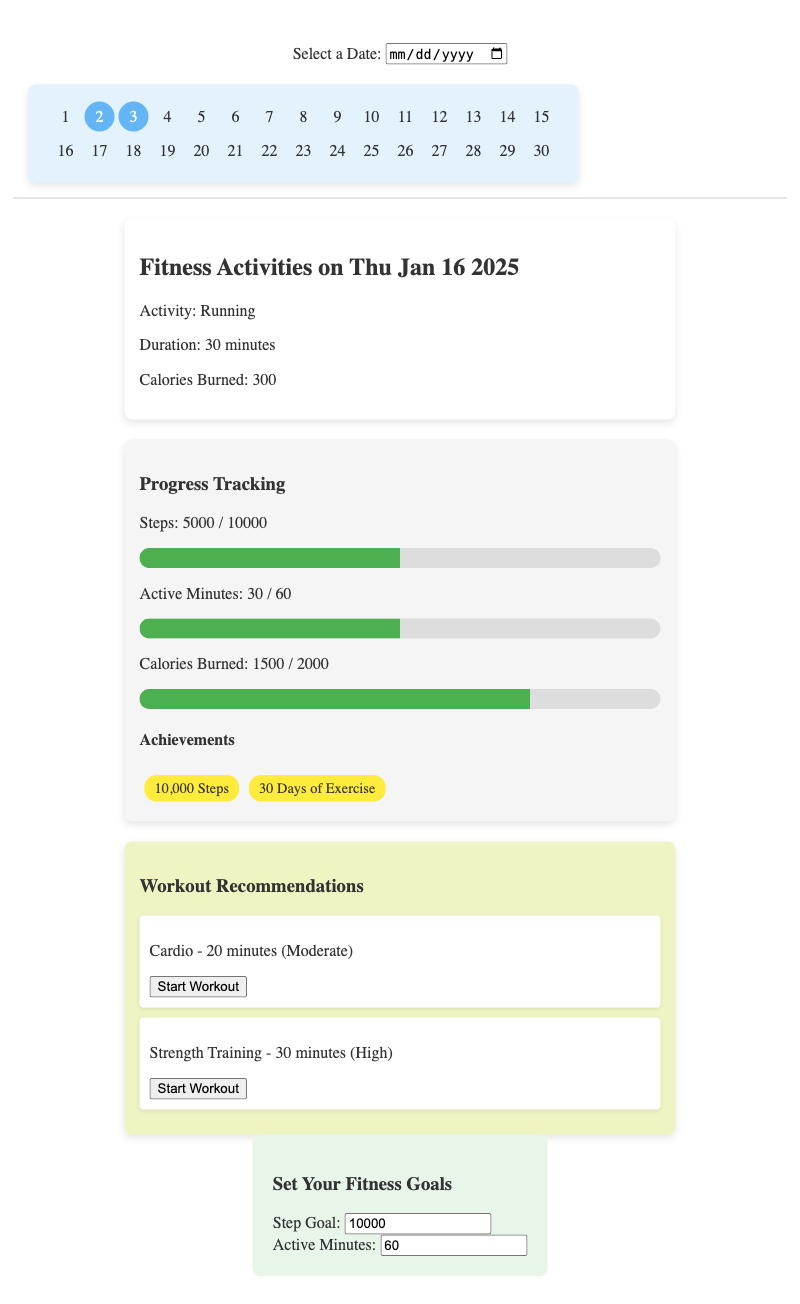 Select a Date: mm/dd/yyyy
1 2 3 4 5 6 7 8 9 10 11 12 13 14 15
16 17 18 19 20 21 22 23 24 25 26 27 28 29 30
Fitness Activities on Thu Jan 16 2025
Activity: Running
Duration: 30 minutes
Calories Burned: 300
Progress Tracking
Steps: 5000 / 10000
Active Minutes: 30 / 60
Calories Burned: 1500 / 2000
Achievements
10,000 Steps 30 Days of Exercise
Workout Recommendations
Cardio - 20 minutes (Moderate)
Start Workout
Strength Training - 30 minutes (High)
Start Workout
Set Your Fitness Goals
Step Goal: 10000
Active Minutes: 60